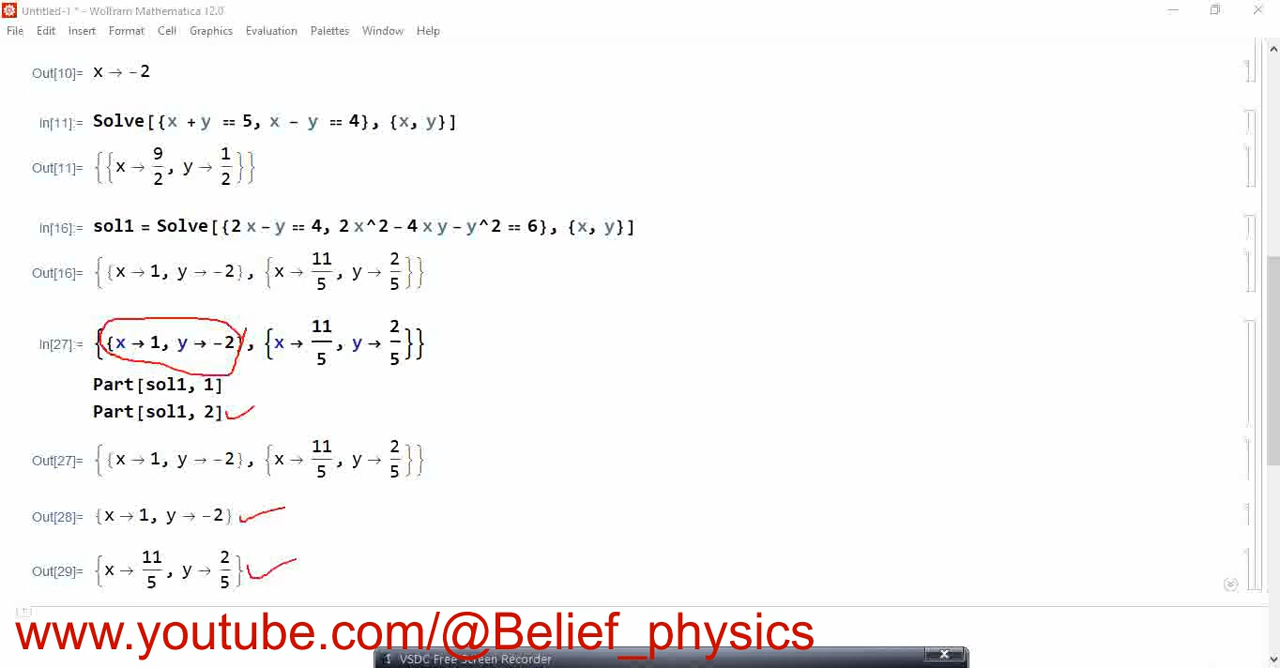 Untitled-1 * - Wolfram Mathematica 12.0
File Edit Insert Format Cell Graphics Evaluation Palettes Window Help
Out[10]= x → -2
In[11]:= Solve[{x + y == 5, x - y == 4}, {x, y}]
Out[11]= {{x → 9/2, y → 1/2}}
In[16]:= sol1 = Solve[{2 x - y == 4, 2 x^2 - 4 x y - y^2 == 6}, {x, y}]
Out[16]= {{x → 1, y → -2}, {x → 11/5, y → 2/5}}
In[27]:= {{x → 1, y → -2}, {x → 11/5, y → 2/5}}
Part[sol1, 1]
Part[sol1, 2]
Out[27]= {{x → 1, y → -2}, {x → 11/5, y → 2/5}}
Out[28]= {x → 1, y → -2}
Out[29]= {x → 11/5, y → 2/5}
www.youtube.com/@Belief_physics
VSDC Free Screen Recorder